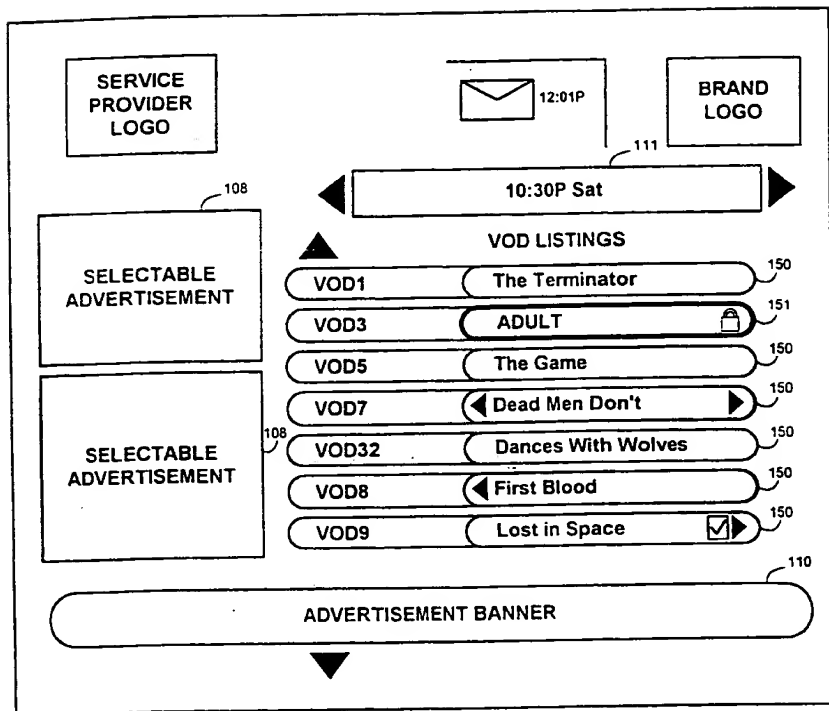 SERVICE
PROVIDER
LOGO
12:01P
BRAND
LOGO
111
10:30P Sat
108
SELECTABLE
ADVERTISEMENT
VOD LISTINGS
VOD1 The Terminator 150
VOD3 ADULT 151
VOD5 The Game 150
VOD7 Dead Men Don't 150
VOD32 Dances With Wolves 150
VOD8 First Blood 150
VOD9 Lost in Space 150
SELECTABLE
ADVERTISEMENT
108
110
ADVERTISEMENT BANNER